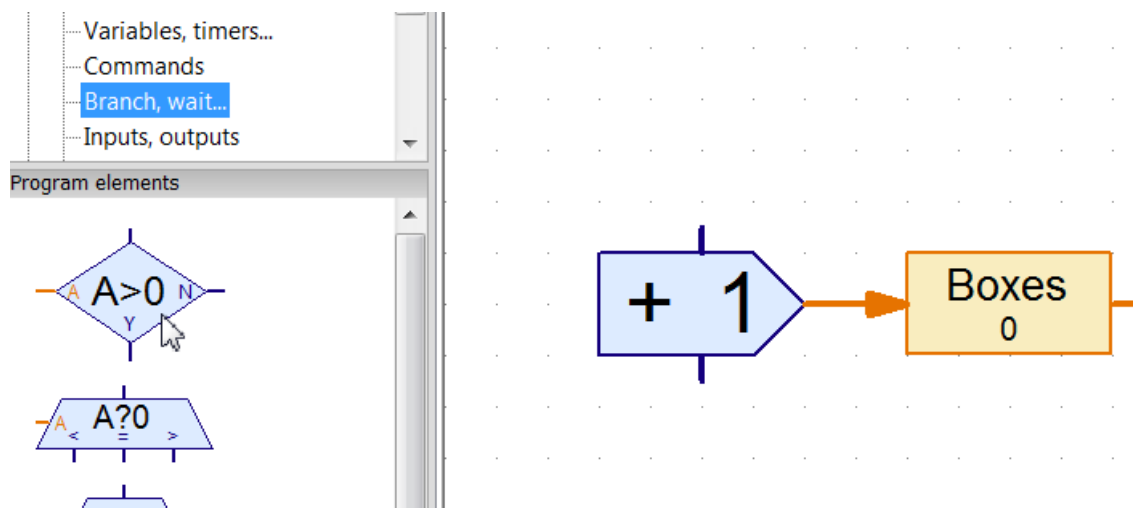 Variables, timers...
Commands
Branch, wait...
Inputs, outputs
Program elements
A A>0 N
Y
A A?0
< = >
+ 1
Boxes
0